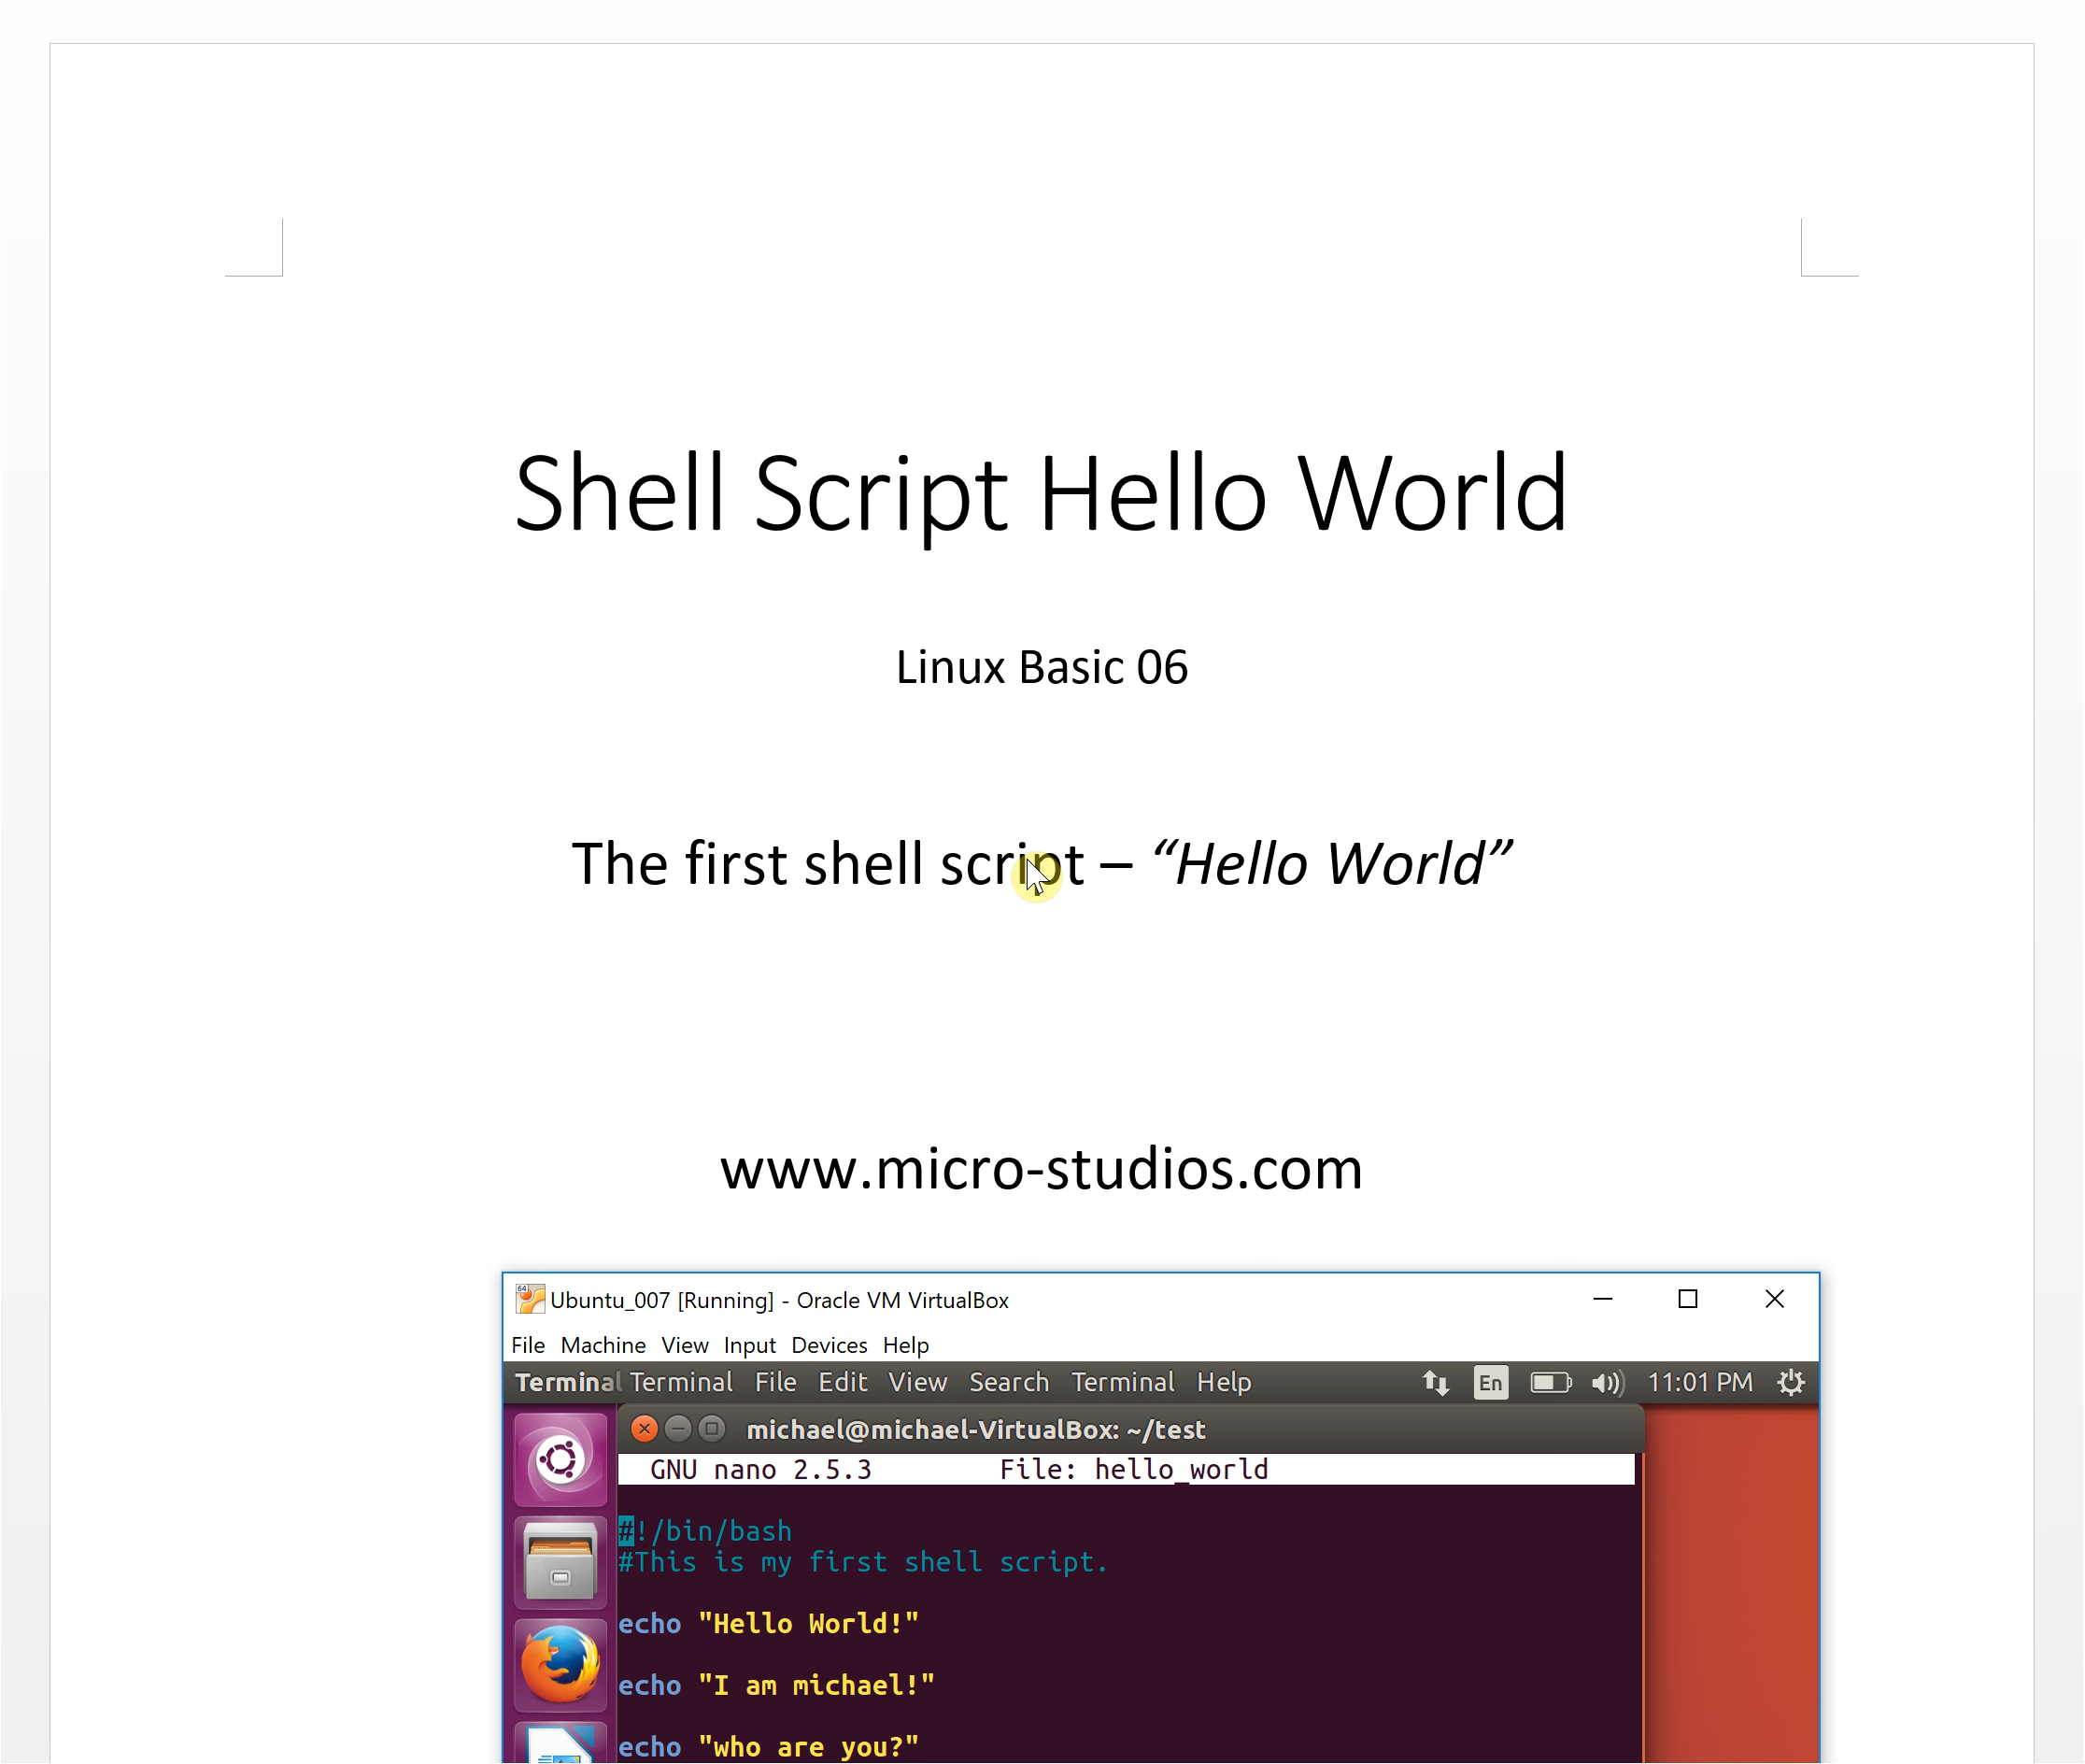 Shell Script Hello World
Linux Basic 06
The first shell script – “Hello World”
www.micro-studios.com
64
Ubuntu_007 [Running] - Oracle VM VirtualBox
File Machine View Input Devices Help
Terminal Terminal File Edit View Search Terminal Help En 11:01 PM
michael@michael-VirtualBox: ~/test
GNU nano 2.5.3 File: hello_world
#!/bin/bash
#This is my first shell script.
echo "Hello World!"
echo "I am michael!"
echo "who are you?"